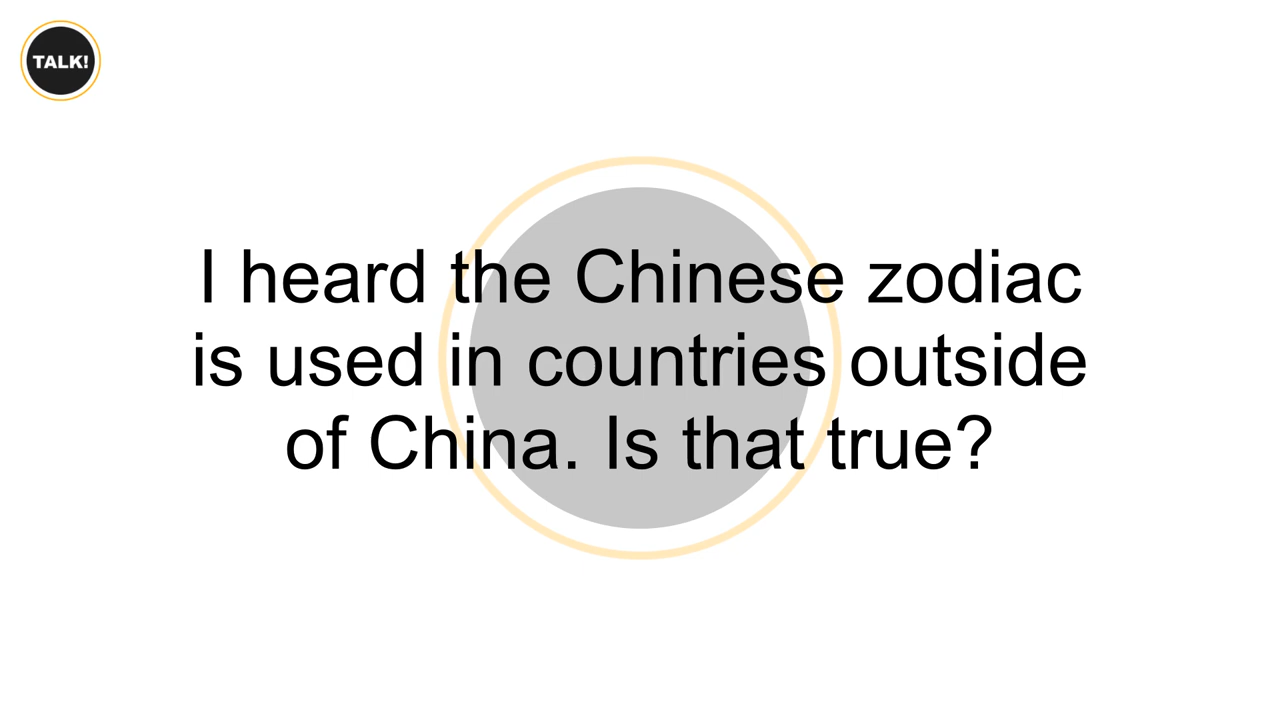 TALK!
I heard the Chinese zodiac
is used in countries outside
of China. Is that true?